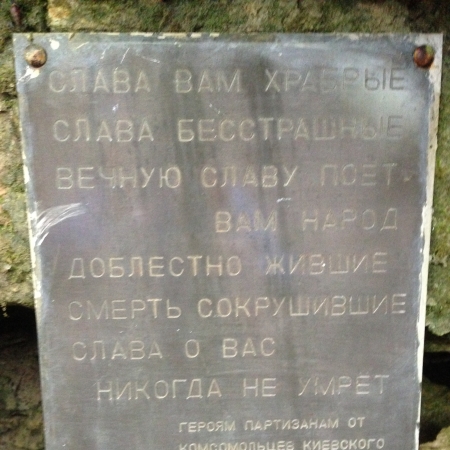 СЛАВА ВАМ ХРАБРЫЕ
СЛАВА БЕССТРАШНЫЕ
ВЕЧНУЮ СЛАВУ ПОЕТ
ВАМ НАРОД
ДОБЛЕСТНО ЖИВШИЕ
СМЕРТЬ СОКРУШИВШИЕ
СЛАВА О ВАС
НИКОГДА НЕ УМРЕТ
ГЕРОЯМ ПАРТИЗАНАМ ОТ
КОМСОМОЛЬЦЕВ КИЕВСКОГО